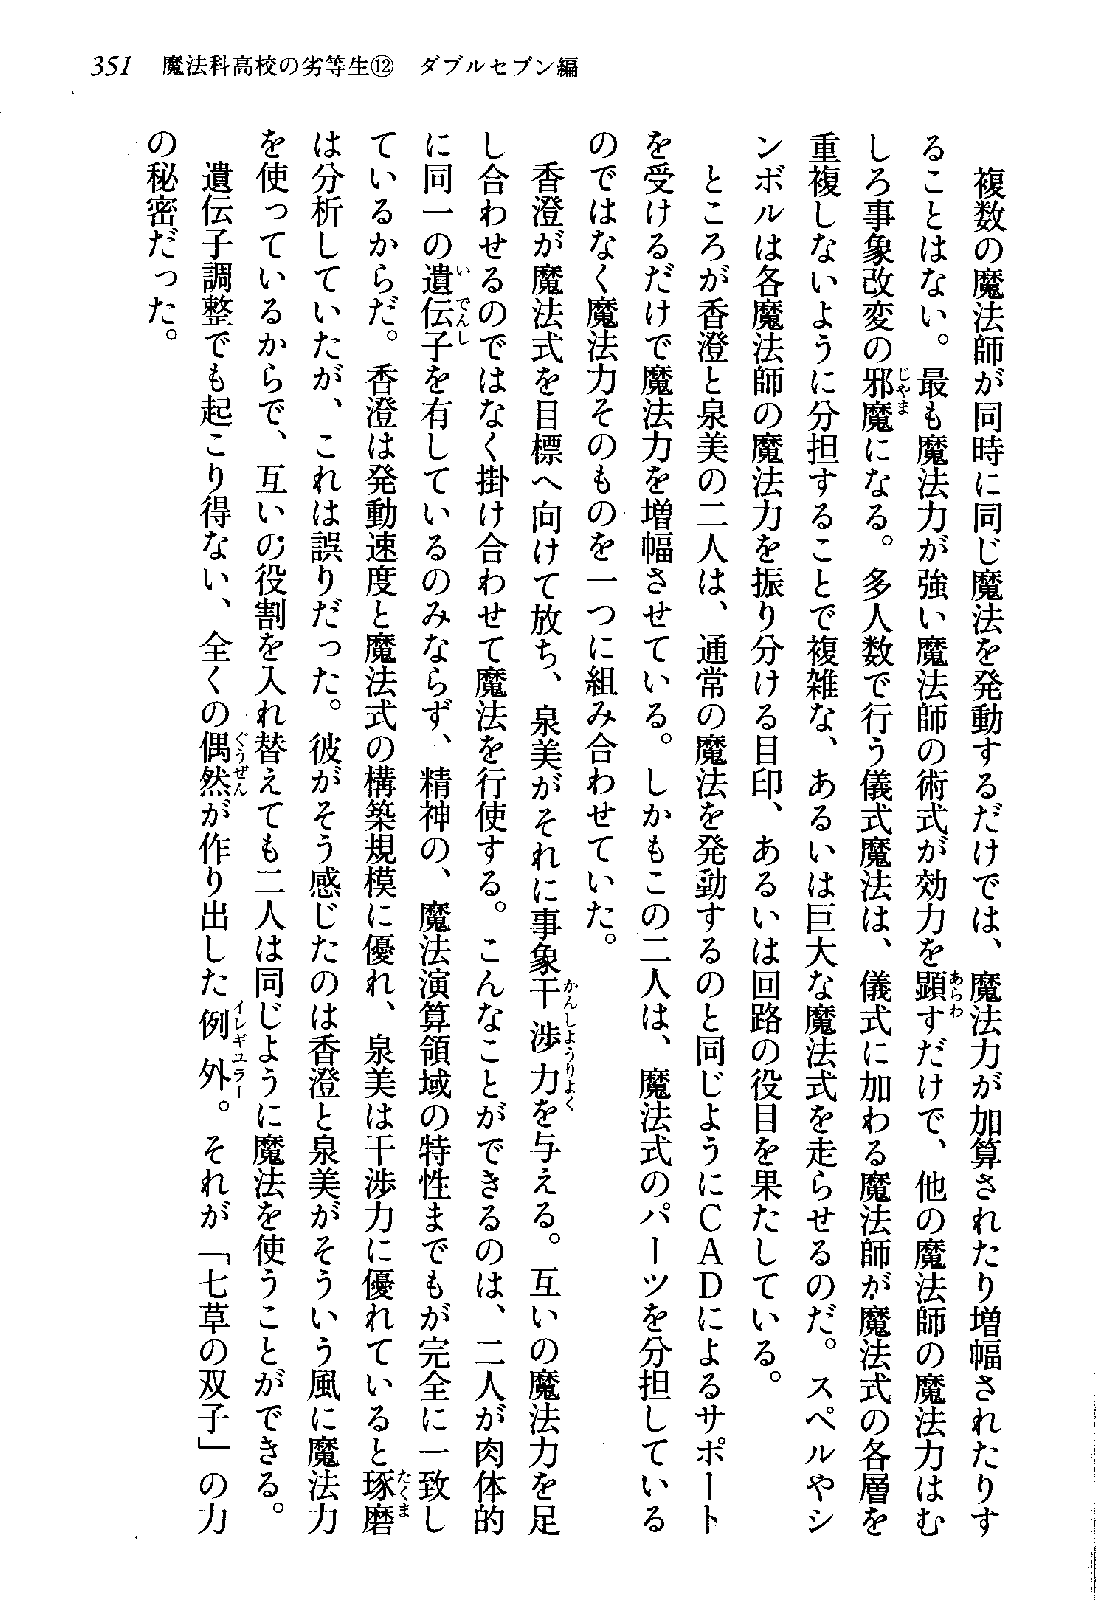 351　魔法科高校の劣等生⑫　ダブルセブン編
　複数の魔法師が同時に同じ魔法を発動するだけでは、魔法力が加算されたり増幅されたりす
ることはない。最も魔法力が強い魔法師の術式が効力を顕すだけで、他の魔法師の魔法力はむ
しろ事象改変の邪魔になる。多人数で行う儀式魔法は、儀式に加わる魔法師が魔法式の各層を
重複しないように分担することで複雑な、あるいは巨大な魔法式を走らせるのだ。スペルやシ
ンボルは各魔法師の魔法力を振り分ける目印、あるいは回路の役目を果たしている。
　ところが香澄と泉美の二人は、通常の魔法を発動するのと同じようにＣＡＤによるサポート
を受けるだけで魔法力を増幅させている。しかもこの二人は、魔法式のパーツを分担している
のではなく魔法力そのものを一つに組み合わせていた。
　香澄が魔法式を目標へ向けて放ち、泉美がそれに事象干渉力を与える。互いの魔法力を足
し合わせるのではなく掛け合わせて魔法を行使する。こんなことができるのは、二人が肉体的
に同一の遺伝子を有しているのみならず、精神の、魔法演算領域の特性までもが完全に一致し
ているからだ。香澄は発動速度と魔法式の構築規模に優れ、泉美は干渉力に優れていると琢磨
は分析していたが、これは誤りだった。彼がそう感じたのは香澄と泉美がそういう風に魔法力
を使っているからで、互いの役割を入れ替えても二人は同じように魔法を使うことができる。
　遺伝子調整でも起こり得ない、全くの偶然が作り出した例外。それが「七草の双子」の力
の秘密だった。
じゃま
あらわ
かんしょうりょく
いでんし
たくま
ぐうぜん
イレギュラー